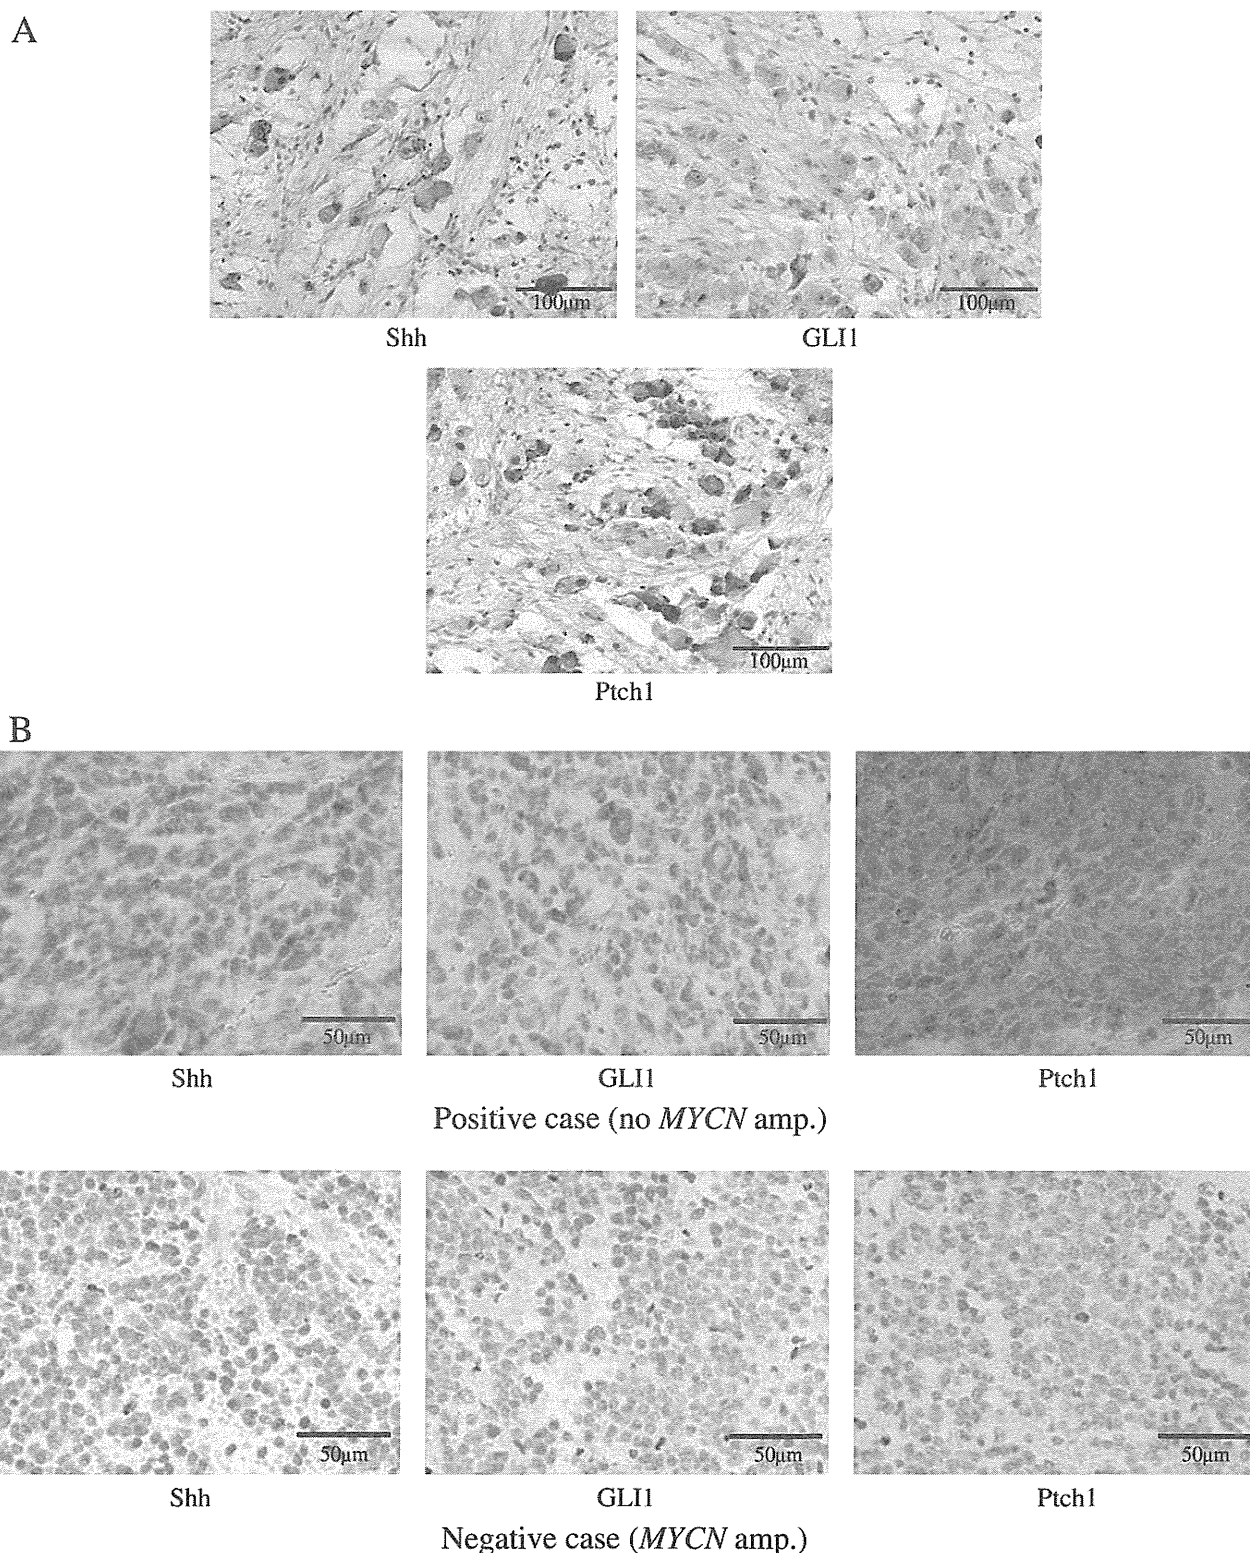 A
100μm
100μm
Shh
GLI1
100μm
Ptch1
B
50μm
50μm
50μm
Shh
GLI1
Ptch1
Positive case (no MYCN amp.)
50μm
50μm
50μm
Shh
GLI1
Ptch1
Negative case (MYCN amp.)